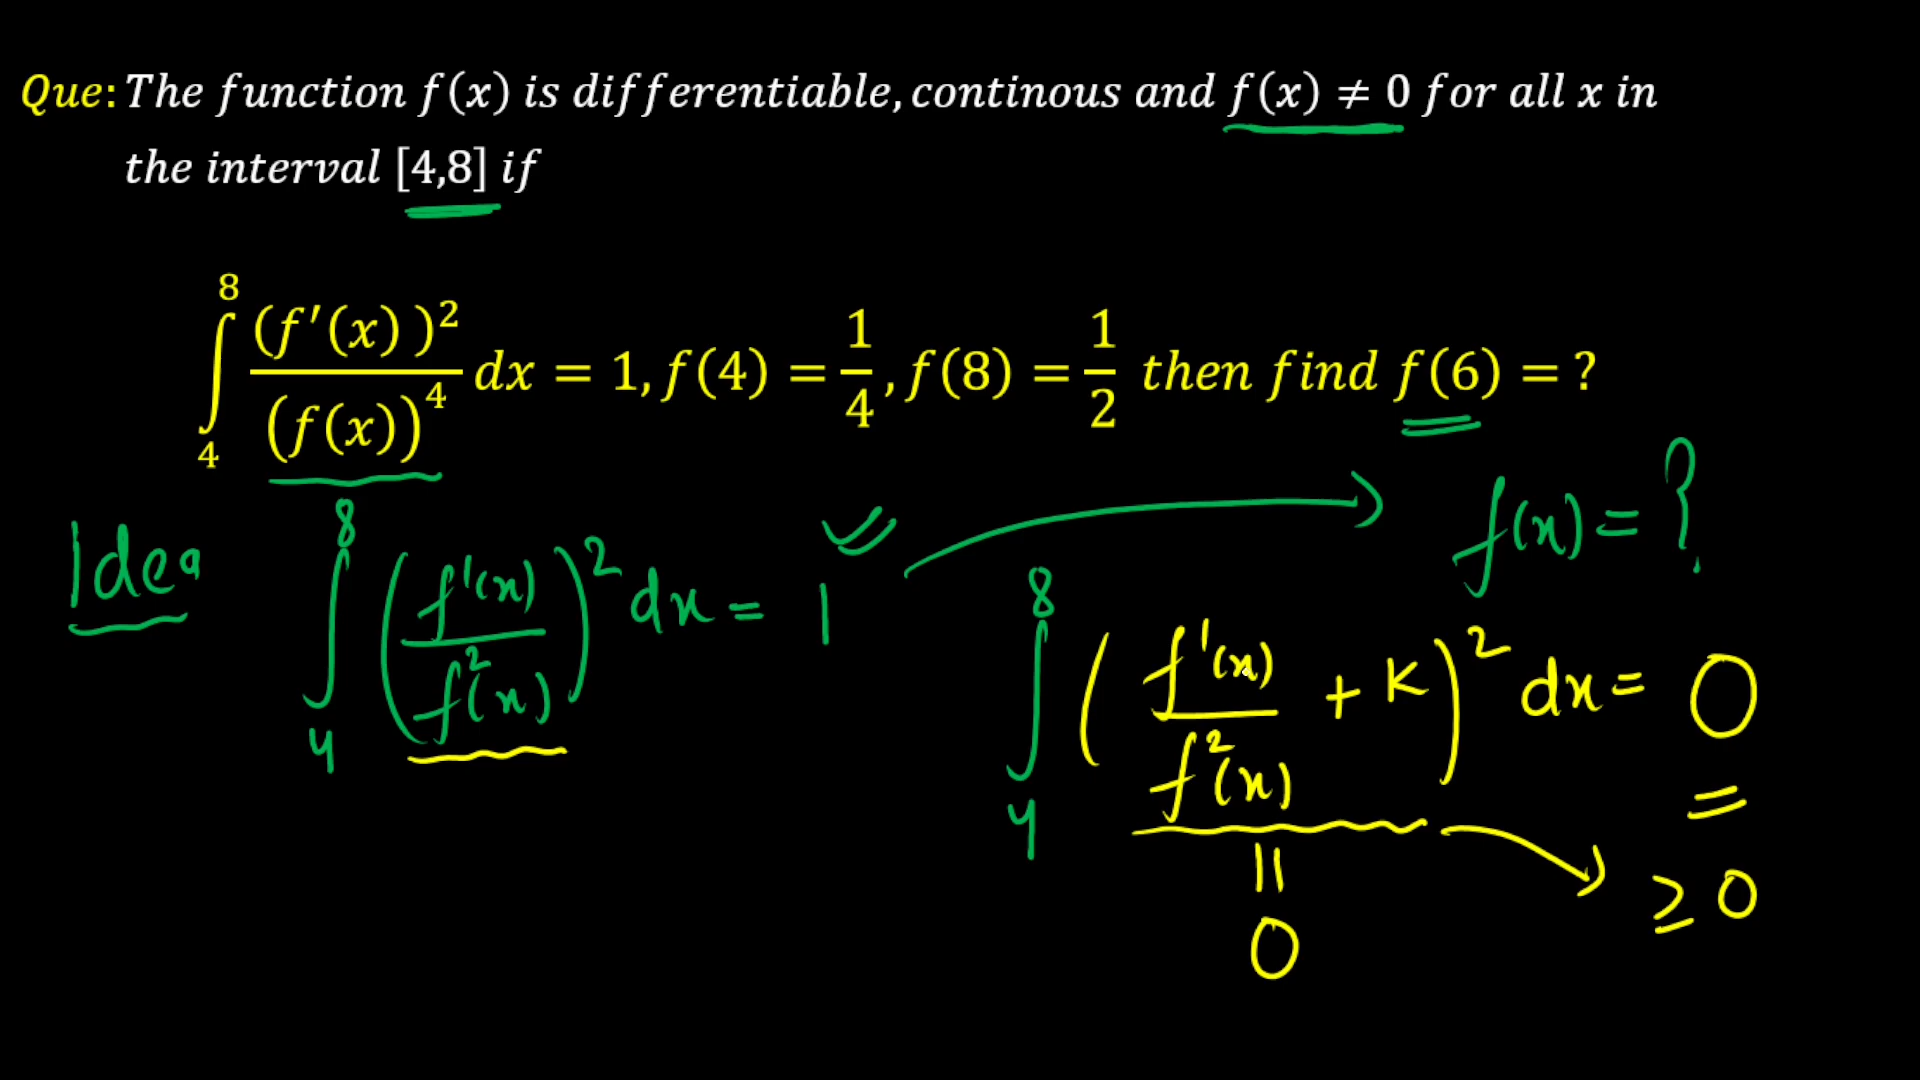 Que: The function f(x) is differentiable, continous and f(x) ≠ 0 for all x in
the interval [4,8] if
∫₄⁸ (f′(x) )²/(f(x))⁴ dx = 1, f(4) = 1/4, f(8) = 1/2 then find f(6) = ?
Idea ∫₄⁸ (f'(x)/f²(x))² dx = 1
f(x) = ?
∫₄⁸ (f'(x)/f²(x) + K)² dx = 0
=
|| ≥ 0
0